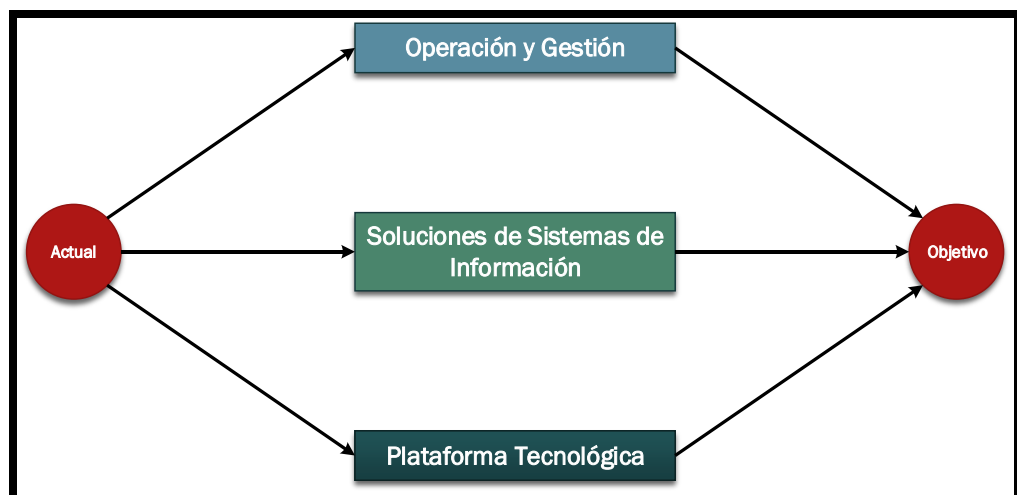 Operación y Gestión
Actual
Soluciones de Sistemas de
Información
Objetivo
Plataforma Tecnológica